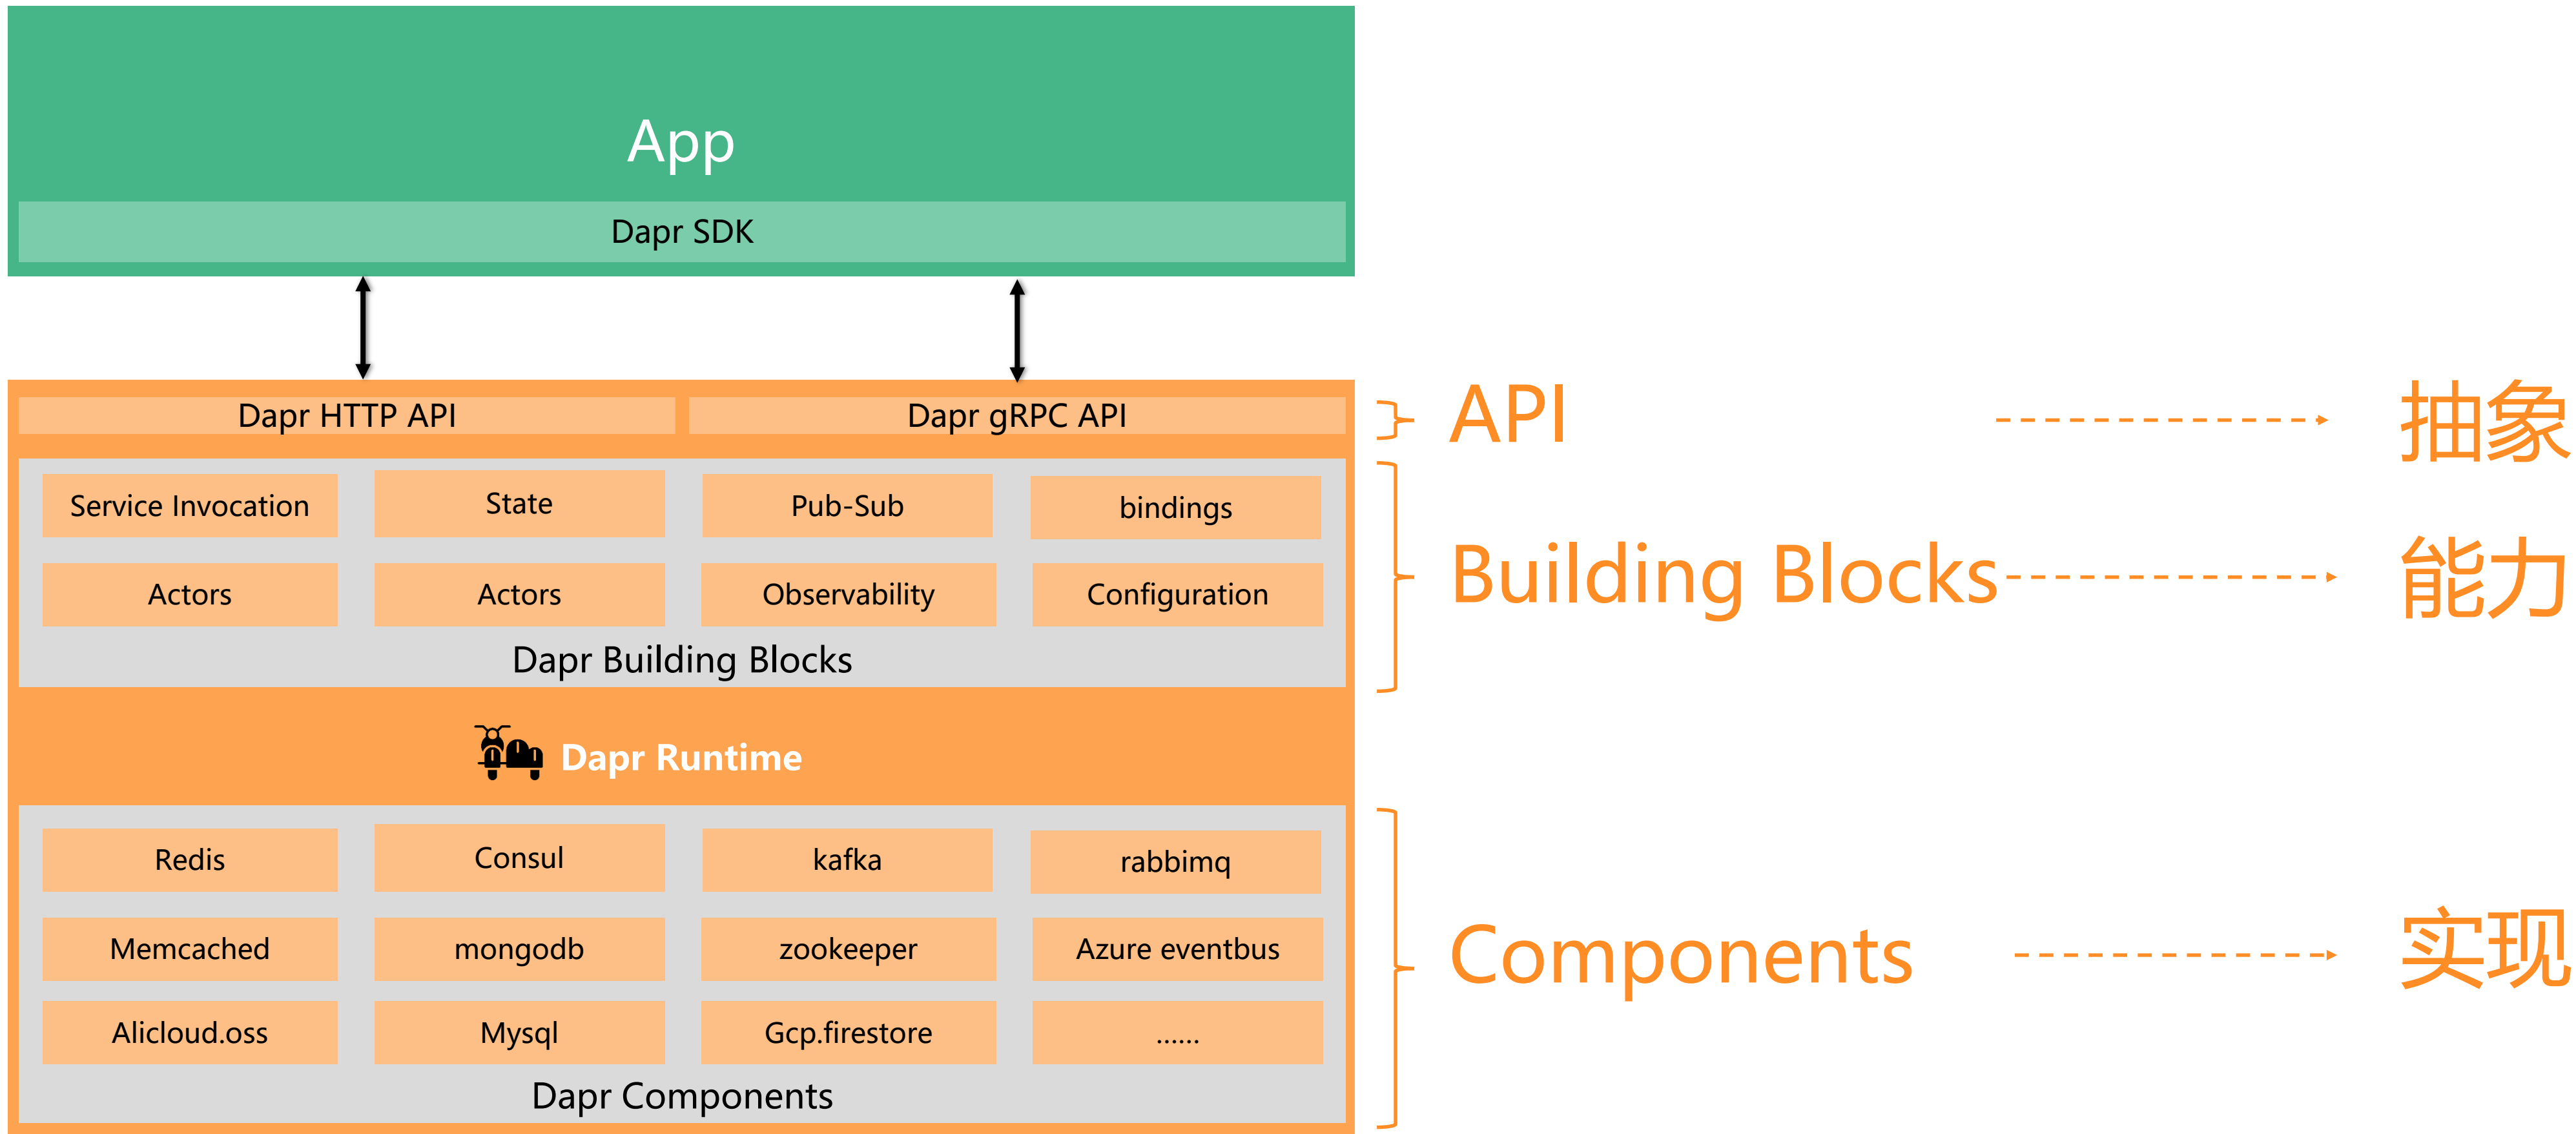 App
Dapr SDK
Dapr HTTP API
Dapr gRPC API
API
抽象
Service Invocation
State
Pub-Sub
bindings
Actors
Actors
Observability
Configuration
Dapr Building Blocks
Building Blocks
能力
Dapr Runtime
Redis
Consul
kafka
rabbimq
Memcached
mongodb
zookeeper
Azure eventbus
Alicloud.oss
Mysql
Gcp.firestore
......
Dapr Components
Components
实现